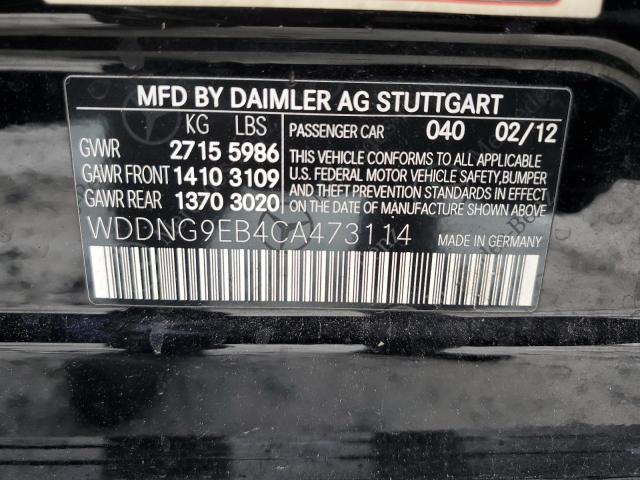 MFD BY DAIMLER AG STUTTGART
KG LBS
GVWR 2715 5986
GAWR FRONT 1410 3109
GAWR REAR 1370 3020
PASSENGER CAR 040 02/12
THIS VEHICLE CONFORMS TO ALL APPLICABLE
U.S. FEDERAL MOTOR VEHICLE SAFETY, BUMPER
AND THEFT PREVENTION STANDARDS IN EFFECT
ON THE DATE OF MANUFACTURE SHOWN ABOVE
WDDNG9EB4CA473114 MADE IN GERMANY